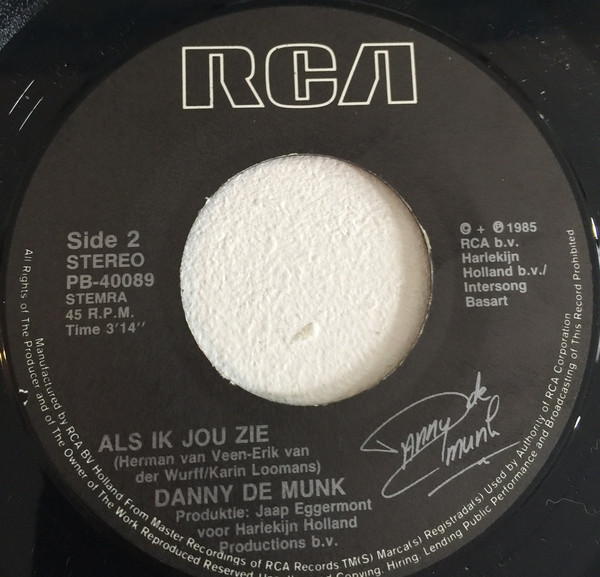 RCA
Side 2
STEREO
PB-40089
STEMRA
45 R.P.M.
Time 3'14''
© + ℗ 1985
RCA b.v.
Harlekijn
Holland b.v./
Intersong
Basart
ALS IK JOU ZIE
(Herman van Veen-Erik van
der Wurff/Karin Loomans)
DANNY DE MUNK
Produktie: Jaap Eggermont
voor Harlekijn Holland
Productions b.v.
Danny de munk
Manufactured by RCA BV Holland From Master Recordings of RCA Records TM(S) Marca(s) Registrada(s) Used by Authority of RCA Corporation
All Rights of The Producer and of The Owner of The Work Reproduced Reserved Copying. Hiring. Lending Public Performance and Broadcasting of This Record Prohibited